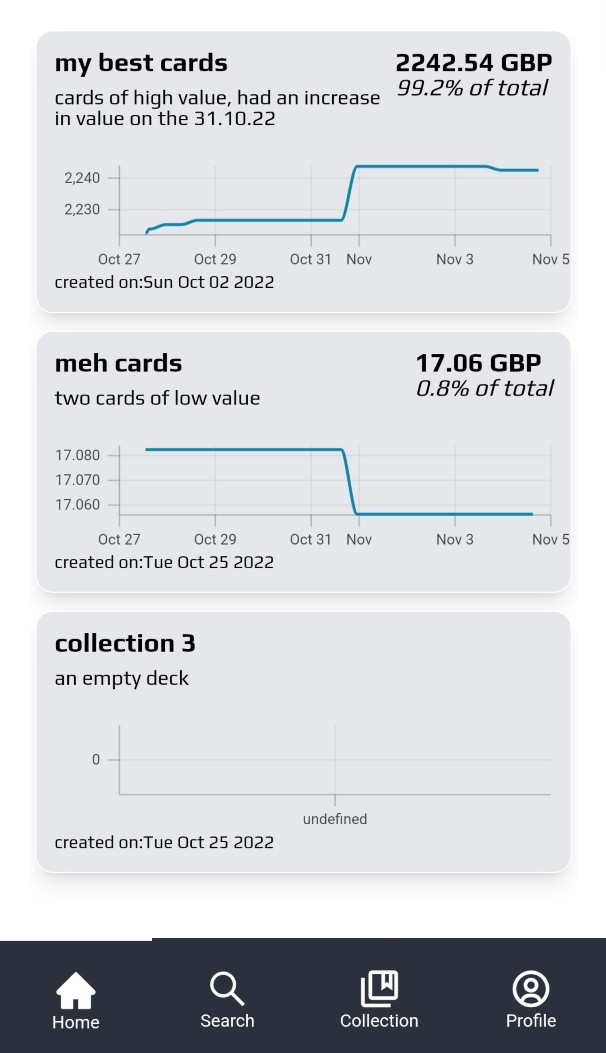 my best cards
2242.54 GBP
99.2% of total
cards of high value, had an increase
in value on the 31.10.22
2,240
2,230
Oct 27 Oct 29 Oct 31 Nov Nov 3 Nov 5
created on:Sun Oct 02 2022
meh cards
17.06 GBP
0.8% of total
two cards of low value
17.080
17.070
17.060
Oct 27 Oct 29 Oct 31 Nov Nov 3 Nov 5
created on:Tue Oct 25 2022
collection 3
an empty deck
0
undefined
created on:Tue Oct 25 2022
Home Search Collection Profile